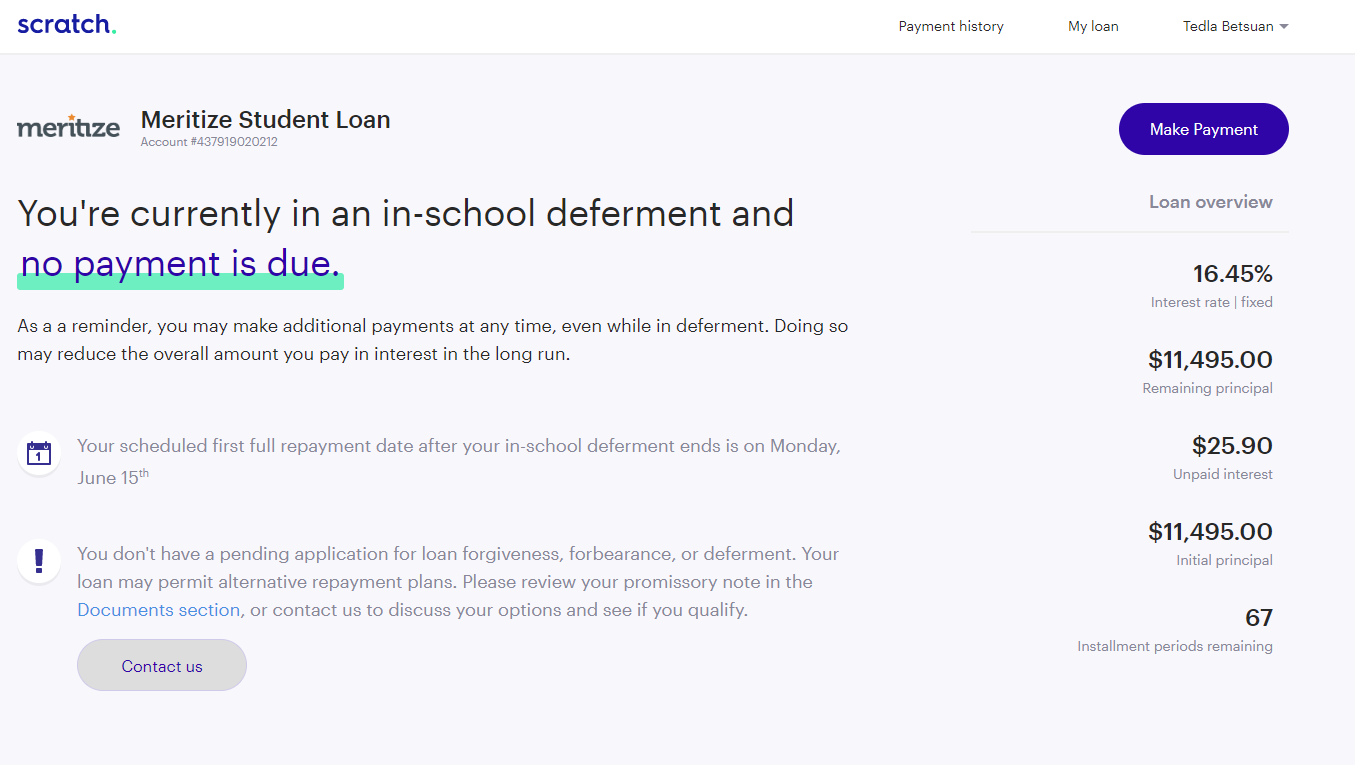 scratch.
Payment history
My loan
Tedla Betsuan
meritize
Meritize Student Loan
Account #437919020212
Make Payment
You're currently in an in-school deferment and
no payment is due.
As a a reminder, you may make additional payments at any time, even while in deferment. Doing so
may reduce the overall amount you pay in interest in the long run.
1
Your scheduled first full repayment date after your in-school deferment ends is on Monday,
June 15th
You don't have a pending application for loan forgiveness, forbearance, or deferment. Your
loan may permit alternative repayment plans. Please review your promissory note in the
Documents section, or contact us to discuss your options and see if you qualify.
Contact us
Loan overview
16.45%
Interest rate | fixed
$11,495.00
Remaining principal
$25.90
Unpaid interest
$11,495.00
Initial principal
67
Installment periods remaining